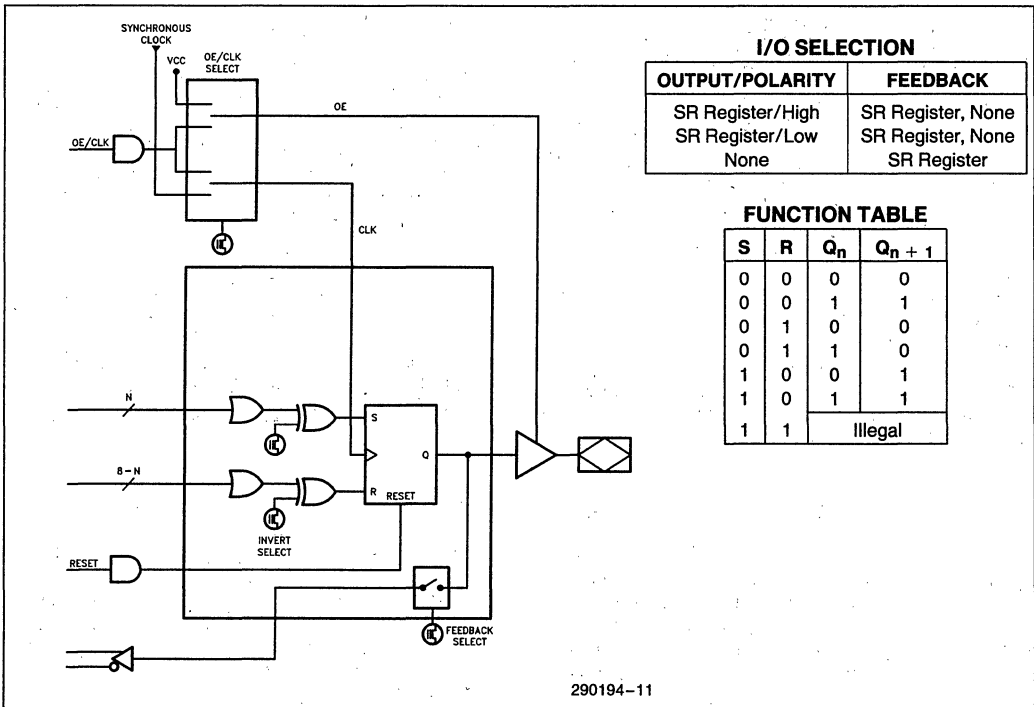 SYNCHRONOUS
CLOCK
VCC
OE/CLK
SELECT
OE
OE/CLK
CLK
N
S
Q
8-N
R
RESET
INVERT
SELECT
RESET
FEEDBACK
SELECT
I/O SELECTION
OUTPUT/POLARITY FEEDBACK
SR Register/High SR Register, None
SR Register/Low SR Register, None
None SR Register
FUNCTION TABLE
S R Qn Qn + 1
0 0 0 0
0 0 1 1
0 1 0 0
0 1 1 0
1 0 0 1
1 0 1 1
1 1 Illegal
290194-11